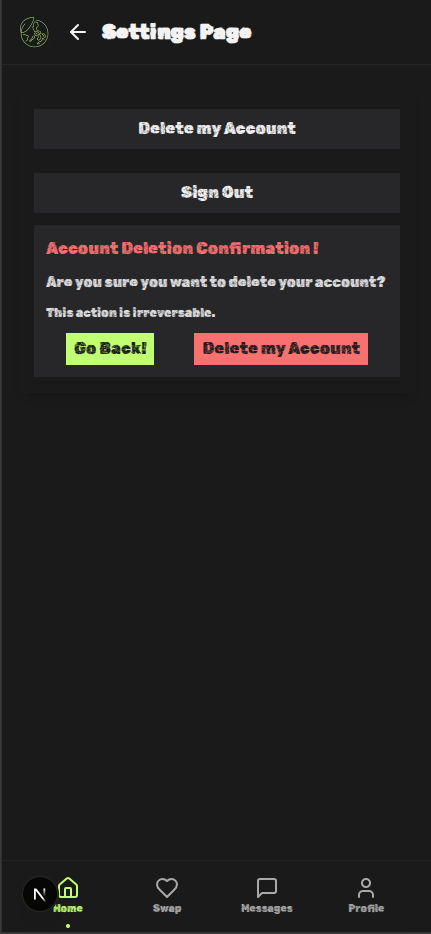 Settings Page
Delete my Account
Sign Out
Account Deletion Confirmation !
Are you sure you want to delete your account?
This action is irreversable.
Go Back! Delete my Account
N
Home Swap Messages Profile